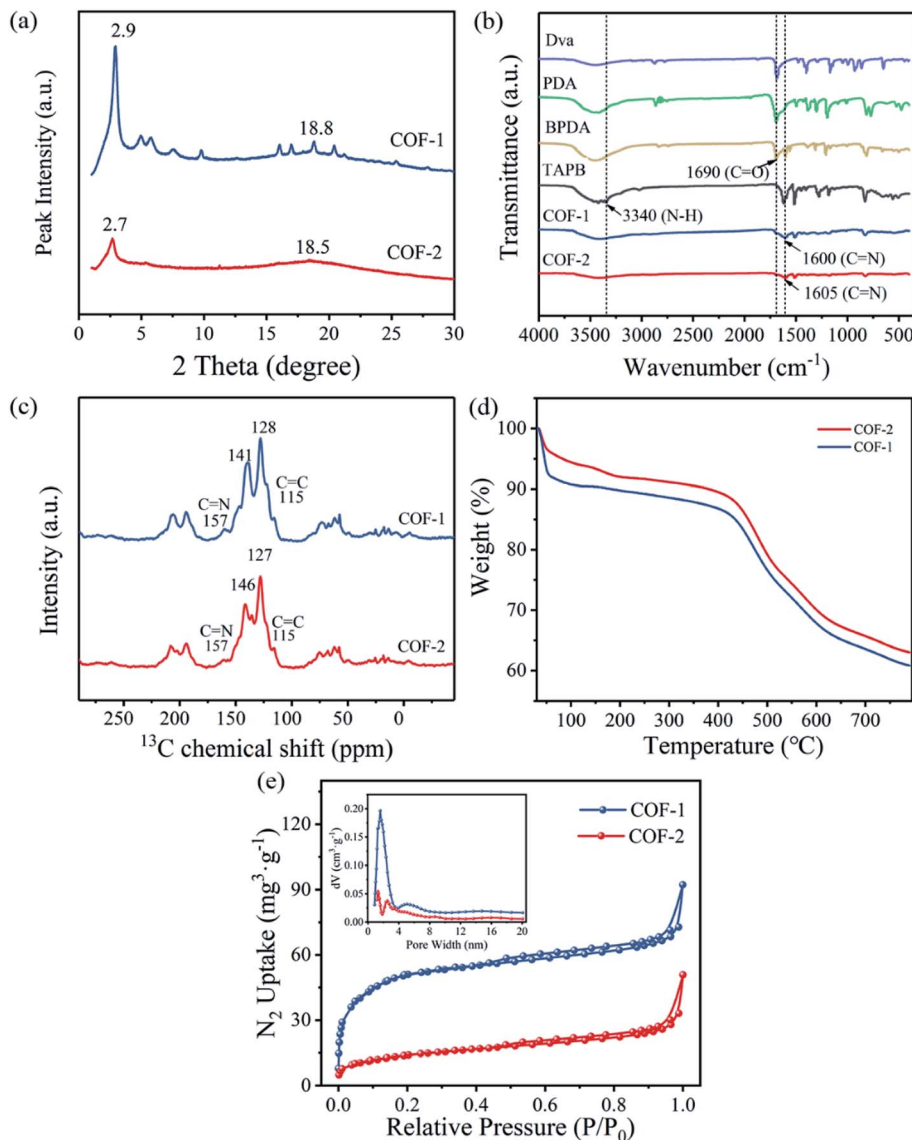 (a)
2.9
18.8
COF-1
2.7
18.5
COF-2
Peak Intensity (a.u.)
0 5 10 15 20 25 30
2 Theta (degree)
(b)
Dva
PDA
BPDA
1690 (C=O)
TAPB
3340 (N-H)
COF-1
1600 (C=N)
COF-2
1605 (C=N)
Transmittance (a.u.)
4000 3500 3000 2500 2000 1500 1000 500
Wavenumber (cm⁻¹)
(c)
128
141
C=C
115
C=N
157
COF-1
127
146
C=C
115
C=N
157
COF-2
Intensity (a.u.)
250 200 150 100 50 0
¹³C chemical shift (ppm)
(d)
COF-2
COF-1
100
90
80
70
60
Weight (%)
100 200 300 400 500 600 700
Temperature (℃)
(e)
COF-1
COF-2
0.20
0.15
0.10
0.05
0.00
dV (cm³·g⁻¹)
0 4 8 12 16 20
Pore Width (nm)
120
90
60
30
0
N₂ Uptake (mg³·g⁻¹)
0.0 0.2 0.4 0.6 0.8 1.0
Relative Pressure (P/P₀)